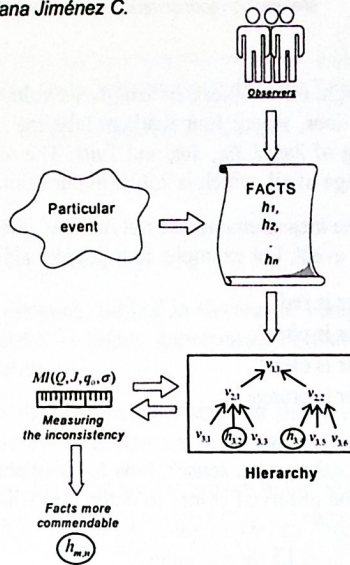 ana Jiménez C.
Observers
Particular
event
FACTS
h₁,
h₂,
.
hₙ
MI(Q, J, q₀, σ)
Measuring
the inconsistency
v₁.₁
v₂.₁ v₂.₂
v₃.₁ h₃.₂ v₃.₃ v₃.₅ v₃.₆
Hierarchy
Facts more
commendable
hₘ,ₙ